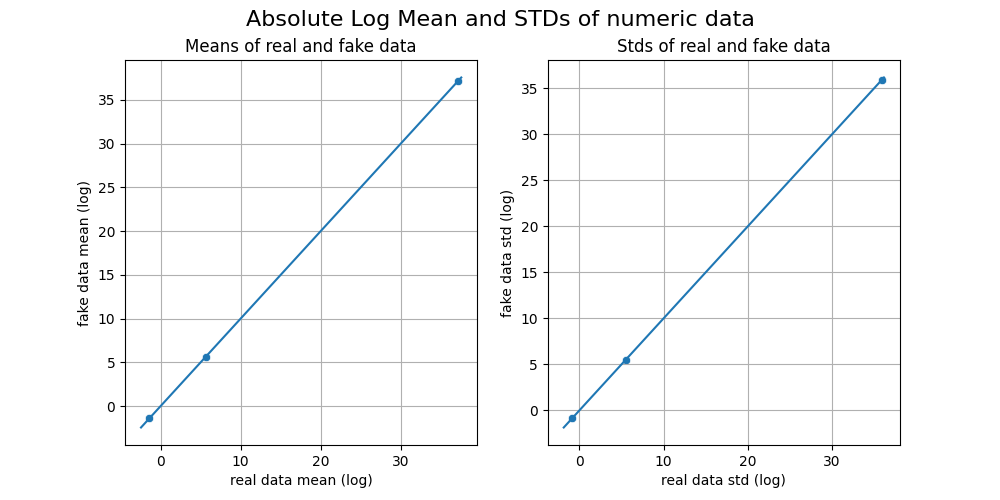 Absolute Log Mean and STDs of numeric data
Means of real and fake data
fake data mean (log)
35
30
25
20
15
10
5
0
0 10 20 30
real data mean (log)
Stds of real and fake data
fake data std (log)
35
30
25
20
15
10
5
0
0 10 20 30
real data std (log)